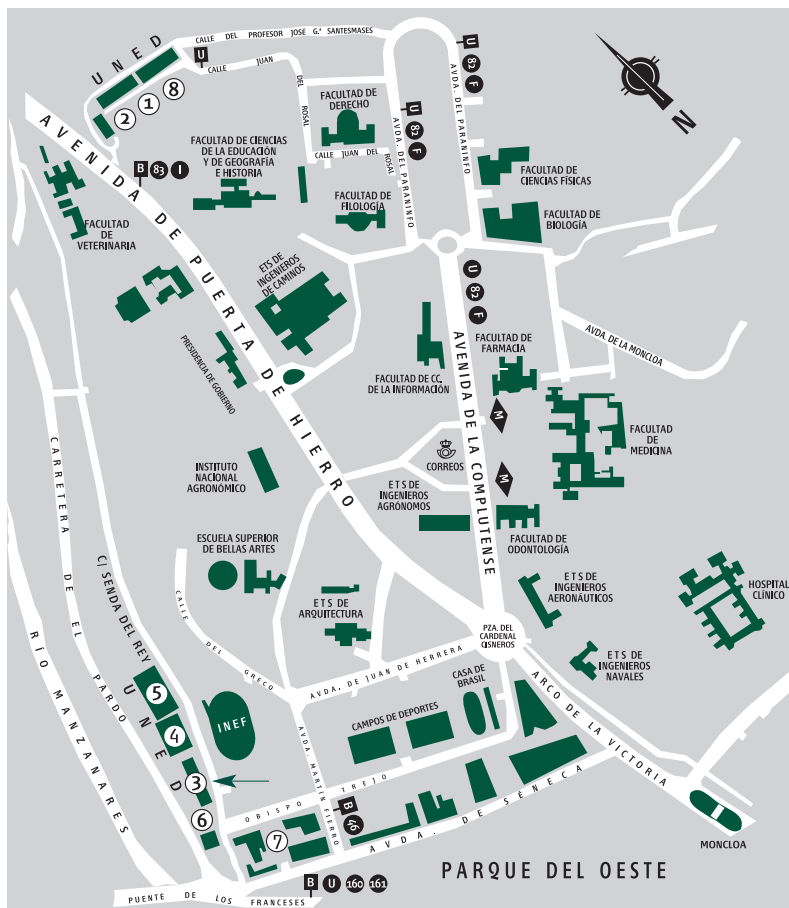 CALLE DEL PROFESOR JOSÉ G.ª SANTESMASES
UNED
U
CALLE JUAN DEL ROSAL
8
1
2
U
82
F
AVDA. DEL PARANINFO
N
FACULTAD DE
DERECHO
U
82
F
AVDA. DEL PARANINFO
AVENIDA DE PUERTA DE HIERRO
B
83
I
FACULTAD DE CIENCIAS
DE LA EDUCACIÓN
Y DE GEOGRAFÍA
E HISTORIA
CALLE JUAN DEL
ROSAL
FACULTAD DE
CIENCIAS FÍSICAS
FACULTAD DE
FILOLOGÍA
FACULTAD DE
BIOLOGÍA
FACULTAD
DE
VETERINARIA
ETS DE
INGENIEROS
DE CAMINOS
U
82
F
PRESIDENCIA DE GOBIERNO
AVENIDA DE LA COMPLUTENSE
FACULTAD DE
FARMACÍA
AVDA. DE LA MONCLOA
FACULTAD DE CC.
DE LA INFORMACIÓN
M
FACULTAD
DE
MEDICINA
CORREOS
M
CARRETERA DE EL PARDO
INSTITUTO
NACIONAL
AGRONÓMICO
ETS DE
INGENIEROS
AGRÓNOMOS
FACULTAD DE
ODONTOLOGÍA
ESCUELA SUPERIOR
DE BELLAS ARTES
C/ SENDA DEL REY
ETS DE
INGENIEROS
AERONÁUTICOS
HOSPITAL
CLÍNICO
CALLE DEL GRECO
ETS DE
ARQUITECTURA
PZA. DEL
CARDENAL
CISNEROS
ETS DE
INGENIEROS
NAVALES
RÍO MANZANARES
AVDA. DE JUAN DE HERRERA
CASA DE
BRASIL
ARCO DE LA VICTORIA
UNED
5
4
3
6
INEF
CAMPOS DE DEPORTES
AVDA. MARTÍN FIERRO
OBISPO TREJO
B
46
7
AVDA. DE SÉNECA
MONCLOA
PARQUE DEL OESTE
PUENTE DE LOS FRANCESES
B
U
160
161